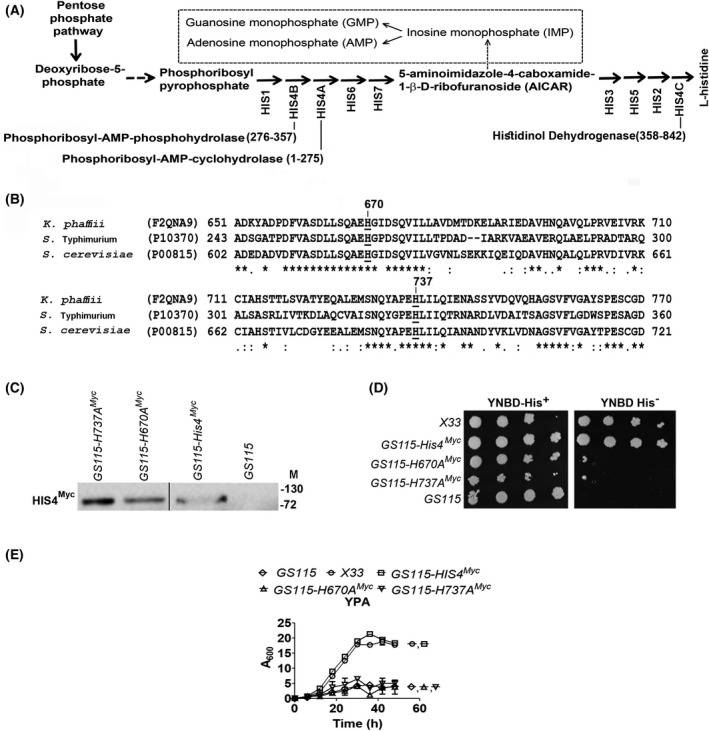 (A)
Pentose
phosphate
pathway
Guanosine monophosphate (GMP)
Adenosine monophosphate (AMP)
Inosine monophosphate (IMP)
Deoxyribose-5-
phosphate
Phosphoribosyl
pyrophosphate
HIS1
HIS4B
HIS4A
HIS6
HIS7
5-aminoimidazole-4-caboxamide-
1-β-D-ribofuranoside (AICAR)
HIS3
HIS5
HIS2
HIS4C
L-histidine
Phosphoribosyl-AMP-phosphohydrolase (276-357)
Histidinol Dehydrogenase(358-842)
Phosphoribosyl-AMP-cyclohydrolase (1-275)
(B)
670
K. phaffii (F2QNA9) 651 ADKYADPDFVASDLLSQAEHGIDSQVILLAVDMTDKELARIEDAVHNQAVQLPRVEIVRK 710
S. Typhimurium (P10370) 243 ADSGATPDFVASDLLSQAEHGPDSQVILLTPDAD--IARKVAEAVERQLAELPRADTARQ 300
S. cerevisiae (P00815) 602 ADEDVDVDFVASDLLSQAEHGIDSQVILVGVNLSEKKIQEIQDAVHNQALQLPRVDIVRK 661
737
K. phaffii (F2QNA9) 711 CIAHSTTLSVATYEQALEMSNQYAPEHLILQIENASSYVDQVQHAGSVFVGAYSPESCGD 770
S. Typhimurium (P10370) 301 ALSASRLIVTKDLAQCVAISNQYGPEHLIIQTRNARDLVDAITSAGSVFLGDWSPESAGD 360
S. cerevisiae (P00815) 662 CIAHSTIVLCDGYEEALEMSNQYAPEHLILQIANANDYVKLVDNAGSVFVGAYTPESCGD 721
(C)
GS115-H737A^Myc
GS115-H670A^Myc
GS115-His4^Myc
GS115
M
HIS4^Myc
-130
-72
(D)
YNBD-His+
YNBD His-
X33
GS115-His4^Myc
GS115-H670A^Myc
GS115-H737A^Myc
GS115
(E)
GS115 X33 GS115-HIS4^Myc
GS115-H670A^Myc GS115-H737A^Myc
YPA
A600
25
20
15
10
5
0
0 20 40 60
Time (h)